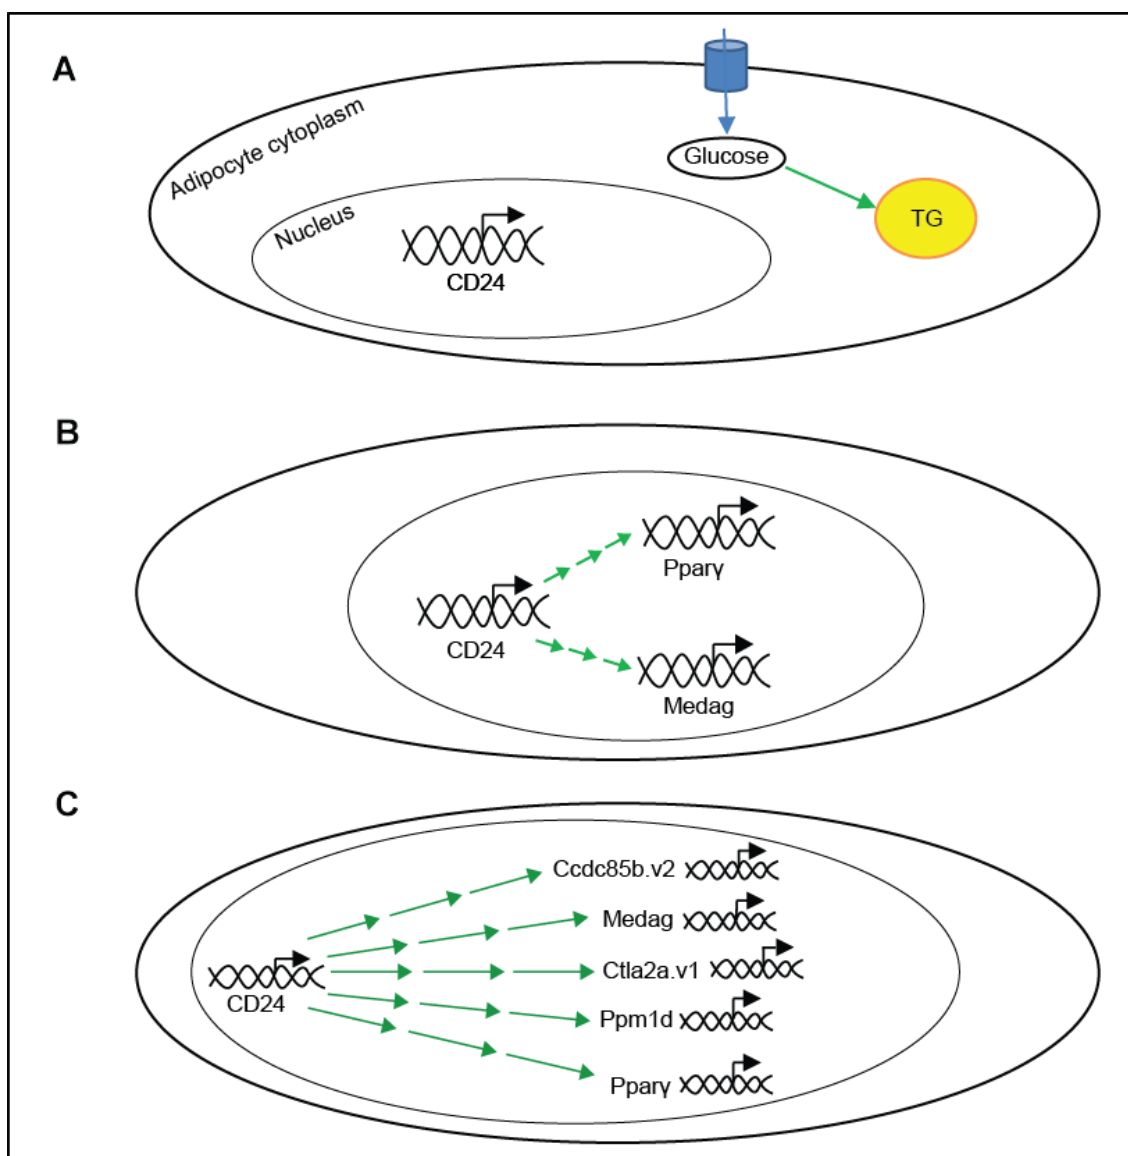 A
Adipocyte cytoplasm
Glucose
Nucleus
TG
CD24
B
Pparγ
CD24
Medag
C
Ccdc85b.v2
Medag
Ctla2a.v1
CD24
Ppm1d
Pparγ